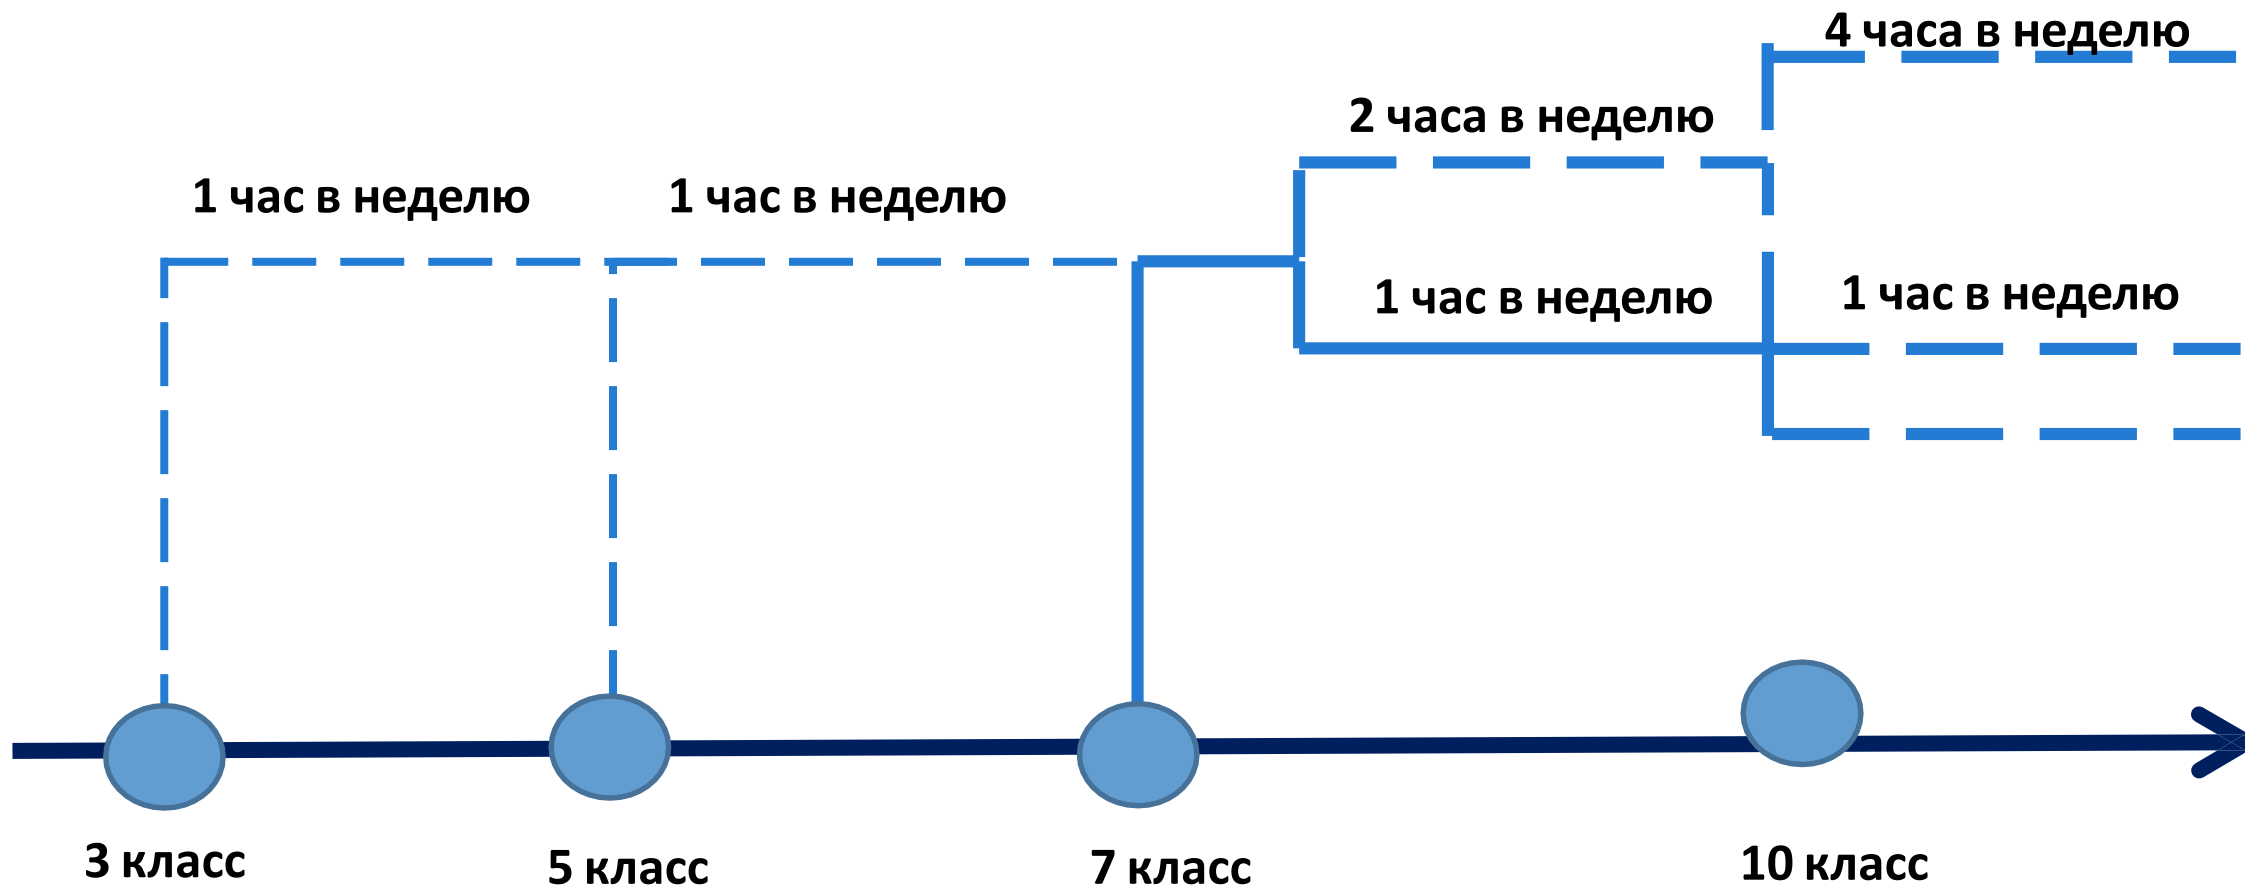 4 часа в неделю
2 часа в неделю
1 час в неделю
1 час в неделю
1 час в неделю
1 час в неделю
3 класс
5 класс
7 класс
10 класс